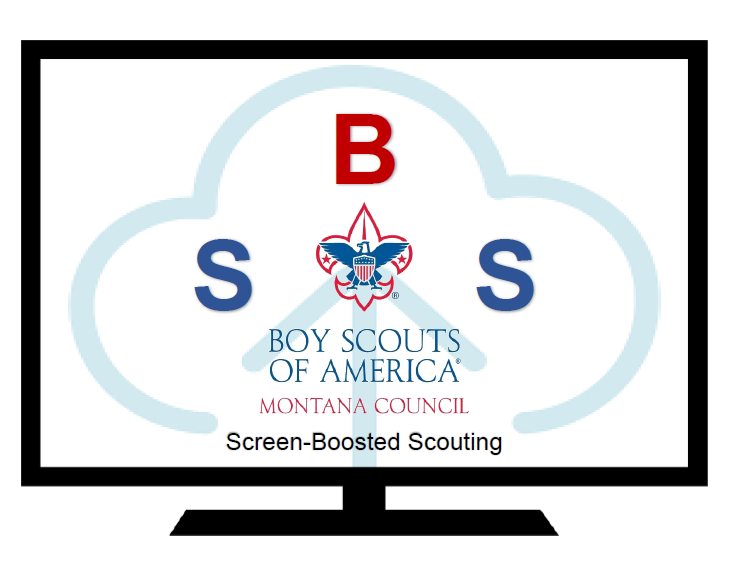 B
S S
®
BOY SCOUTS
OF AMERICA®
MONTANA COUNCIL
Screen-Boosted Scouting